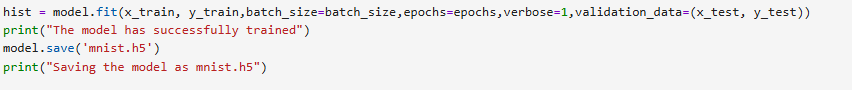 hist = model.fit(x_train, y_train,batch_size=batch_size,epochs=epochs,verbose=1,validation_data=(x_test, y_test))
print("The model has successfully trained")
model.save('mnist.h5')
print("Saving the model as mnist.h5")